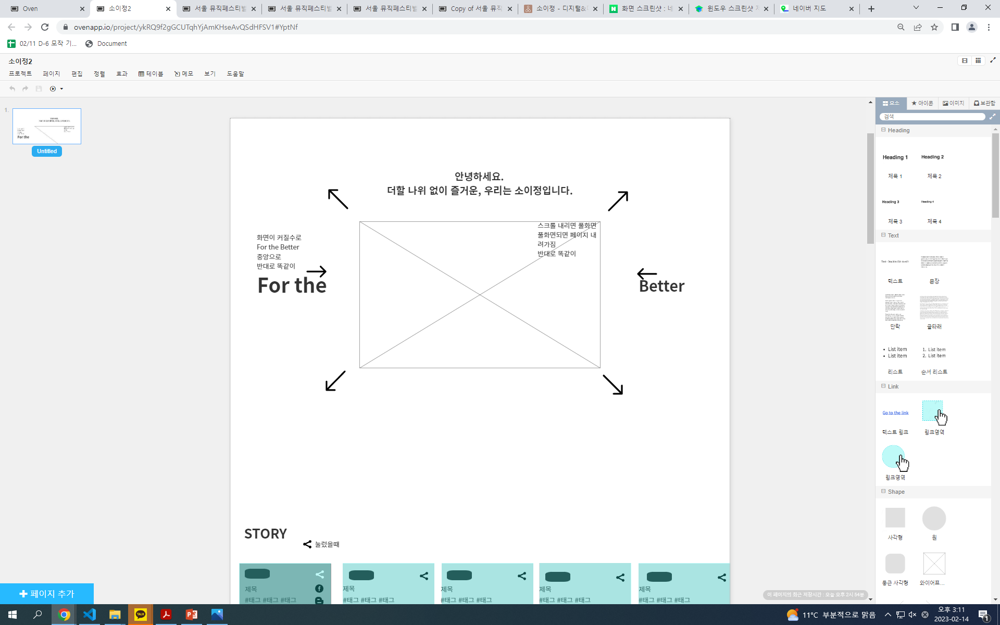 Oven
소이정2
서울 뮤직페스티벌
서울 뮤직페스티벌
서울 뮤직페스티벌
Copy of 서울 뮤직
소이정 - 디지털&
화면 스크린샷 : 네
윈도우 스크린샷
네이버 지도
ovenapp.io/project/ykRQ9f2gGCUTqhYjAmKHseAvQSdHFSV1#YptNf
02/11 D-6 모작 기...
Document
소이정2
프로젝트 페이지 편집 정렬 효과 테이블 메모 보기 도움말
1.
Untitled
안녕하세요.
더할 나위 없이 즐거운, 우리는 소이정입니다.
화면이 커질수로
For the Better
중앙으로
반대로 똑같이
For the
스크롤 내리면 풀화면
풀화면되면 페이지 내
려가짐
반대로 똑같이
Better
STORY
눌렀을때
제목
#태그 #태그 #태그
제목
#태그 #태그 #태그
제목
#태그 #태그 #태그
제목
#태그 #태그 #태그
제목
#태그 #태그 #태그
이 페이지의 최근 저장시간 : 오늘 오후 2시 54분
페이지 추가
요소 아이콘 이미지 보관함
검색
Heading
Heading 1 Heading 2
제목 1 제목 2
Heading 3 Heading 4
제목 3 제목 4
Text
Text - Double click to edit
텍스트 문장
단락 글타래
• List item
• List item
1. List item
2. List item
리스트 순서 리스트
Link
Go to the link
텍스트 링크 링크영역
링크영역
Shape
사각형 원
둥근 사각형 와이어프...
TALK
11°C 부분적으로 맑음
오후 3:11
2023-02-14
1